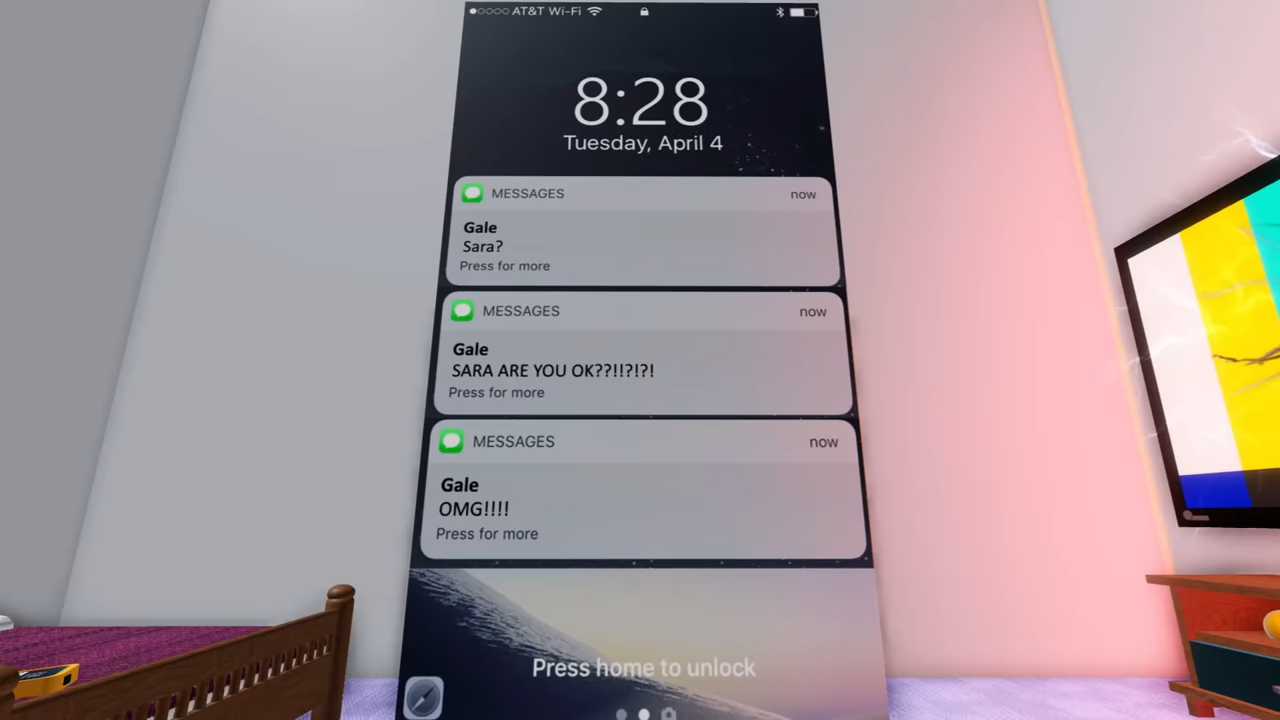 AT&T Wi-Fi
8:28
Tuesday, April 4
MESSAGES now
Gale
Sara?
Press for more
MESSAGES now
Gale
SARA ARE YOU OK??!!?!?!
Press for more
MESSAGES now
Gale
OMG!!!!
Press for more
Press home to unlock